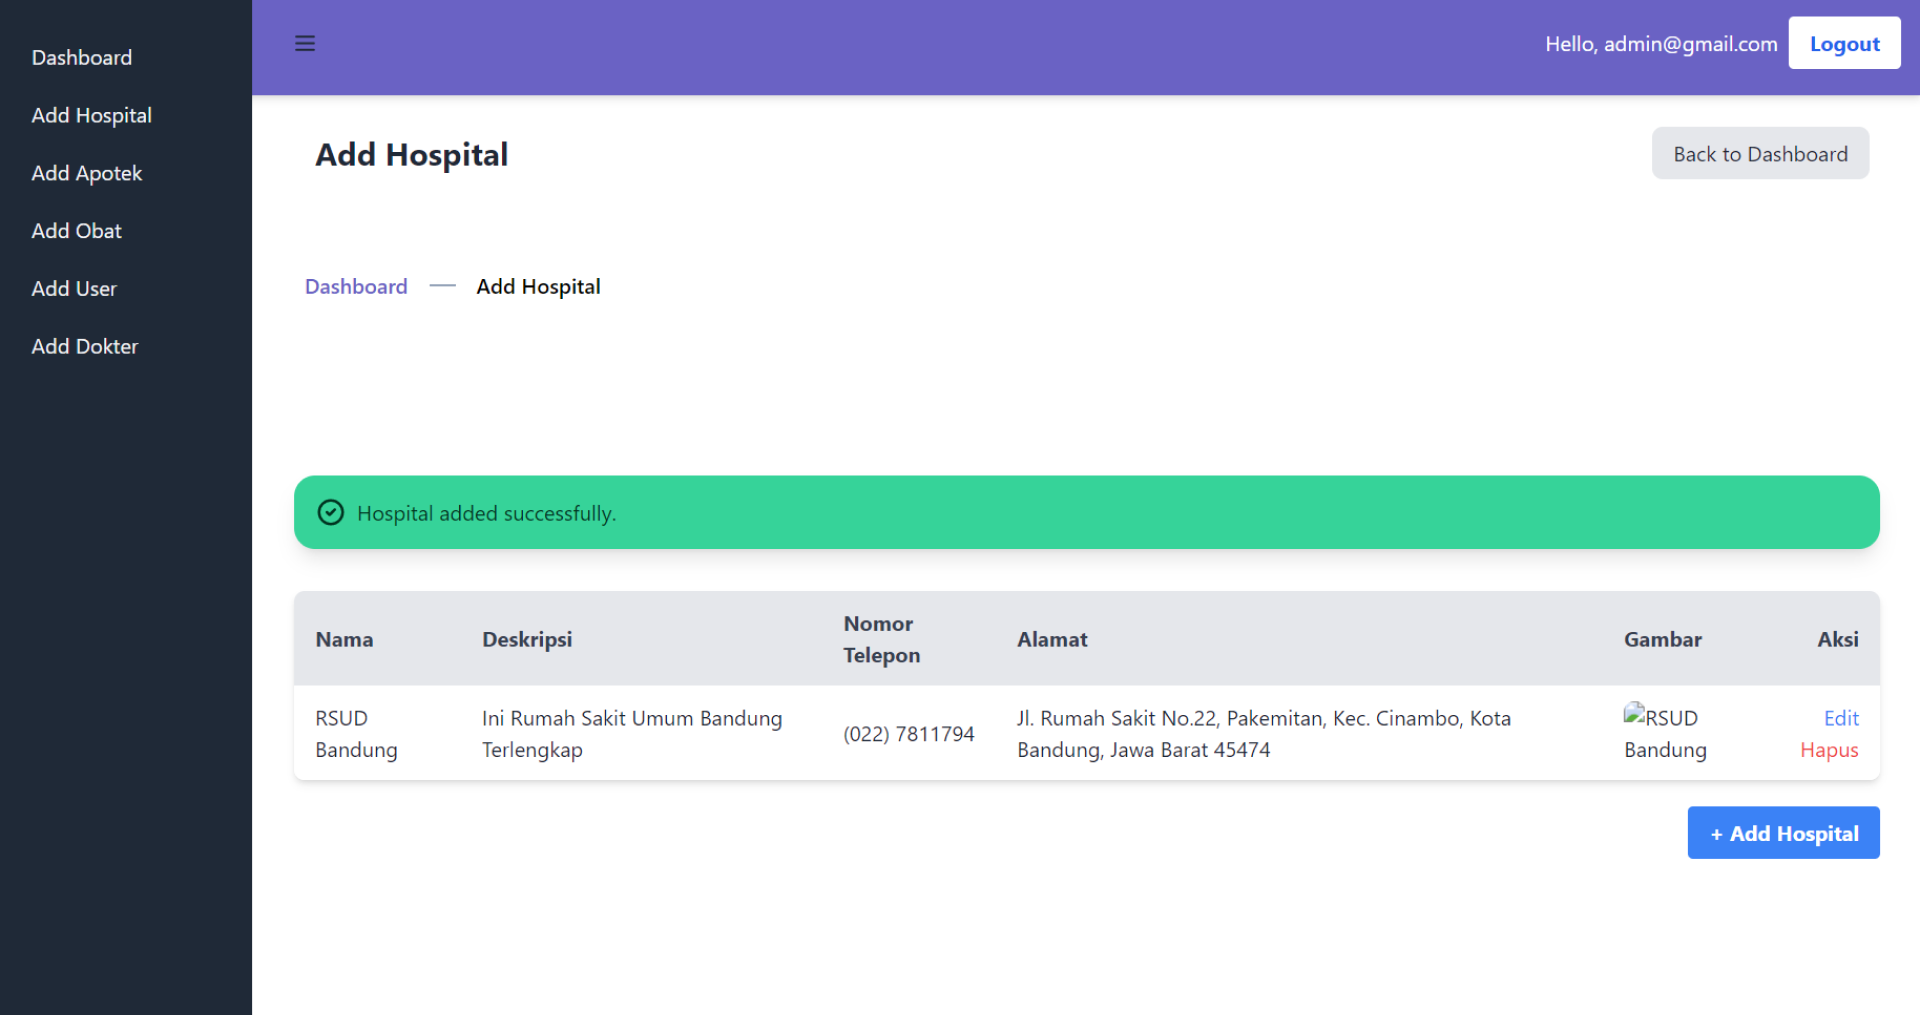 Dashboard
Add Hospital
Add Apotek
Add Obat
Add User
Add Dokter
Hello, admin@gmail.com
Logout
Add Hospital
Back to Dashboard
Dashboard — Add Hospital
Hospital added successfully.
Nama
Deskripsi
Nomor
Telepon
Alamat
Gambar
Aksi
RSUD
Bandung
Ini Rumah Sakit Umum Bandung
Terlengkap
(022) 7811794
Jl. Rumah Sakit No.22, Pakemitan, Kec. Cinambo, Kota
Bandung, Jawa Barat 45474
RSUD
Bandung
Edit
Hapus
+ Add Hospital